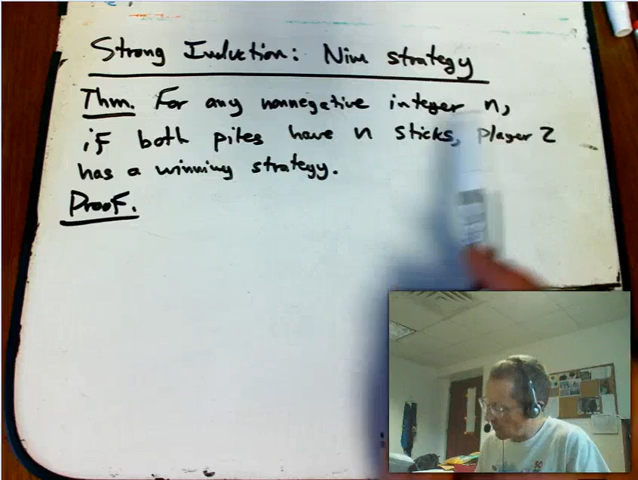 Strong Induction: Nim strategy
Thm. For any nonnegative integer n,
if both piles have n sticks, player 2
has a winning strategy.
Proof.